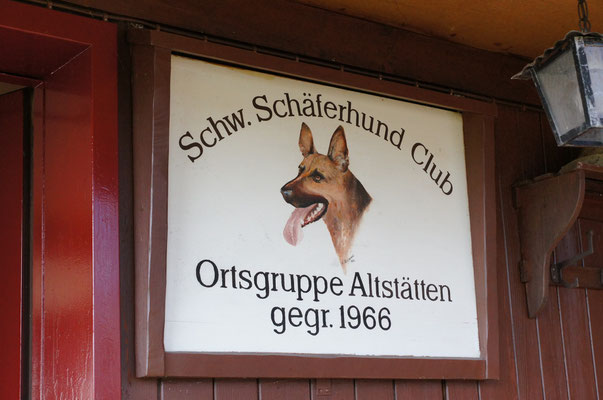 Schw. Schäferhund Club
Ortsgruppe Altstätten
gegr. 1966